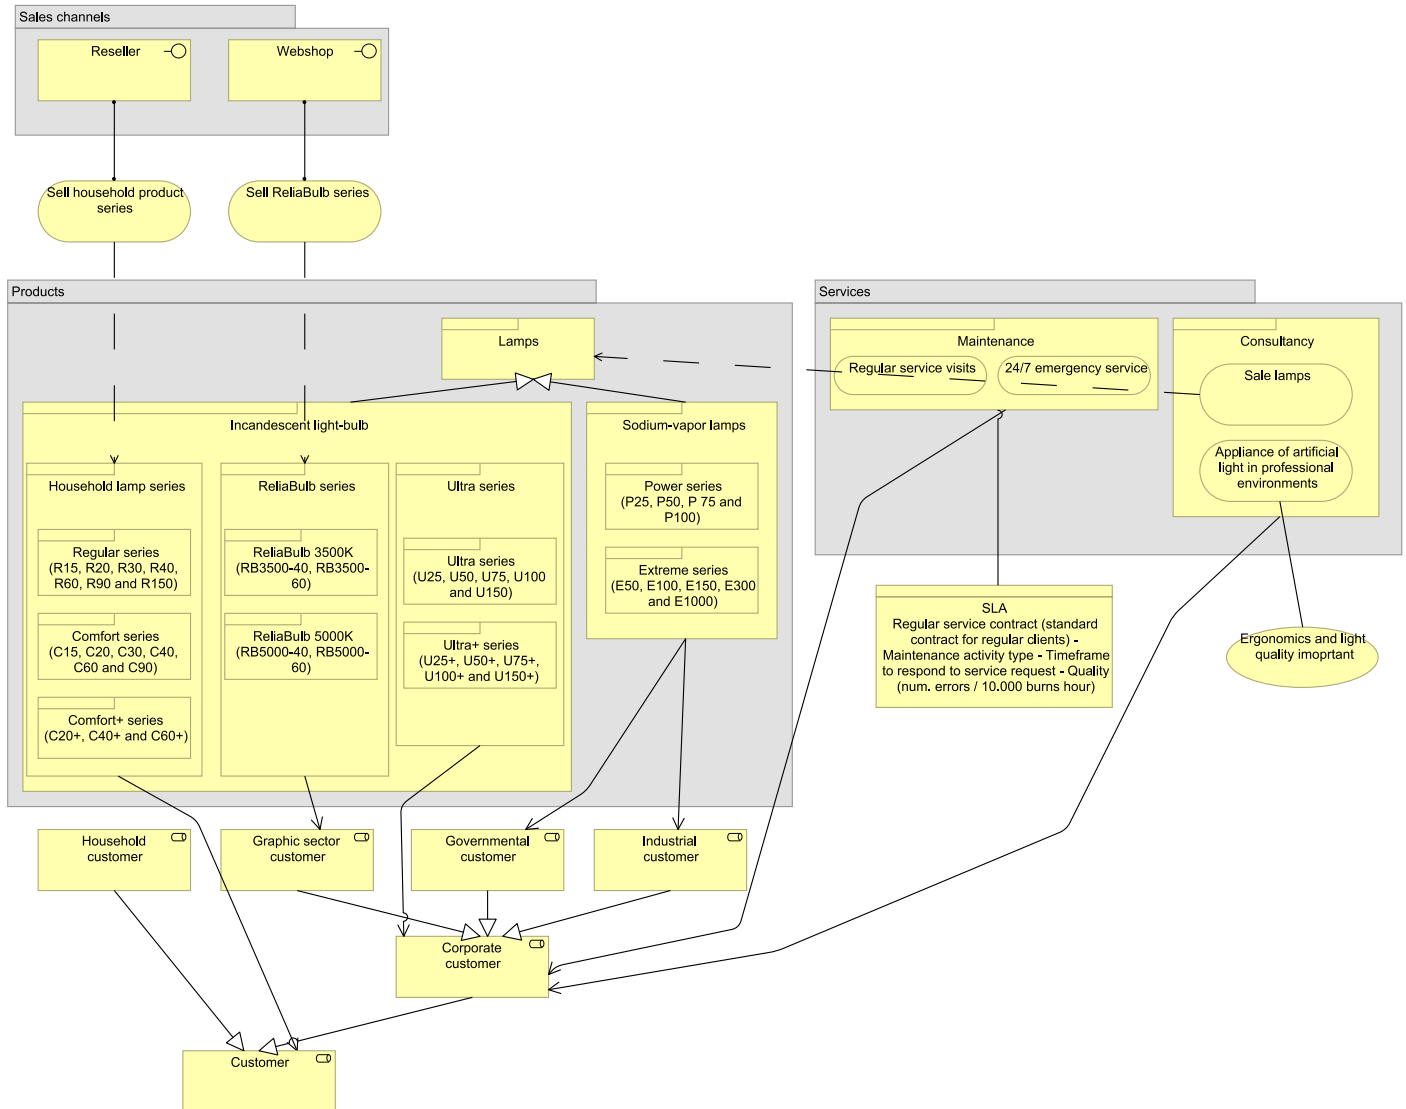 Sales channels
Reseller
Webshop
Sell household product
series
Sell ReliaBulb series
Products
Lamps
Incandescent light-bulb
Sodium-vapor lamps
Household lamp series
Regular series
(R15, R20, R30, R40,
R60, R90 and R150)
Comfort series
(C15, C20, C30, C40,
C60 and C90)
Comfort+ series
(C20+, C40+ and C60+)
ReliaBulb series
ReliaBulb 3500K
(RB3500-40, RB3500-
60)
ReliaBulb 5000K
(RB5000-40, RB5000-
60)
Ultra series
Ultra series
(U25, U50, U75, U100
and U150)
Ultra+ series
(U25+, U50+, U75+,
U100+ and U150+)
Power series
(P25, P50, P 75 and
P100)
Extreme series
(E50, E100, E150, E300
and E1000)
Services
Maintenance
Regular service visits
24/7 emergency service
Consultancy
Sale lamps
Appliance of artificial
light in professional
environments
SLA
Regular service contract (standard
contract for regular clients) -
Maintenance activity type - Timeframe
to respond to service request - Quality
(num. errors / 10.000 burns hour)
Ergonomics and light
quality imoprtant
Household
customer
Graphic sector
customer
Governmental
customer
Industrial
customer
Corporate
customer
Customer